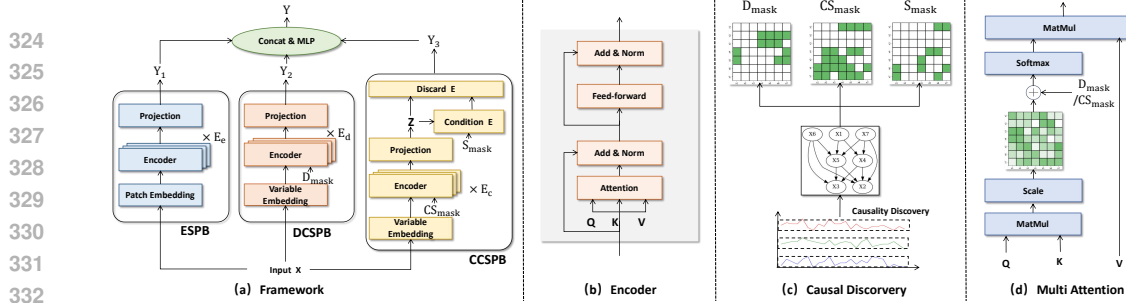 324
325
326
327
328
329
330
331
332
Y
Concat & MLP
Y1
Y2
Y3
Projection
× Ee
Encoder
Patch Embedding
ESPB
Projection
× Ed
Encoder
Dmask
Variable Embedding
DCSPB
Discard E
Z
Condition E
Smask
Projection
Encoder
× Ec
CSmask
Variable Embedding
CCSPB
Input X
(a) Framework
Add & Norm
Feed-forward
Add & Norm
Attention
Q K V
(b) Encoder
Dmask
CSmask
Smask
X6 X1 X7
X5 X4
X3 X2
Causality Discovery
(c) Causal Discorvery
MatMul
Softmax
Dmask
/CSmask
Scale
MatMul
Q K V
(d) Multi Attention